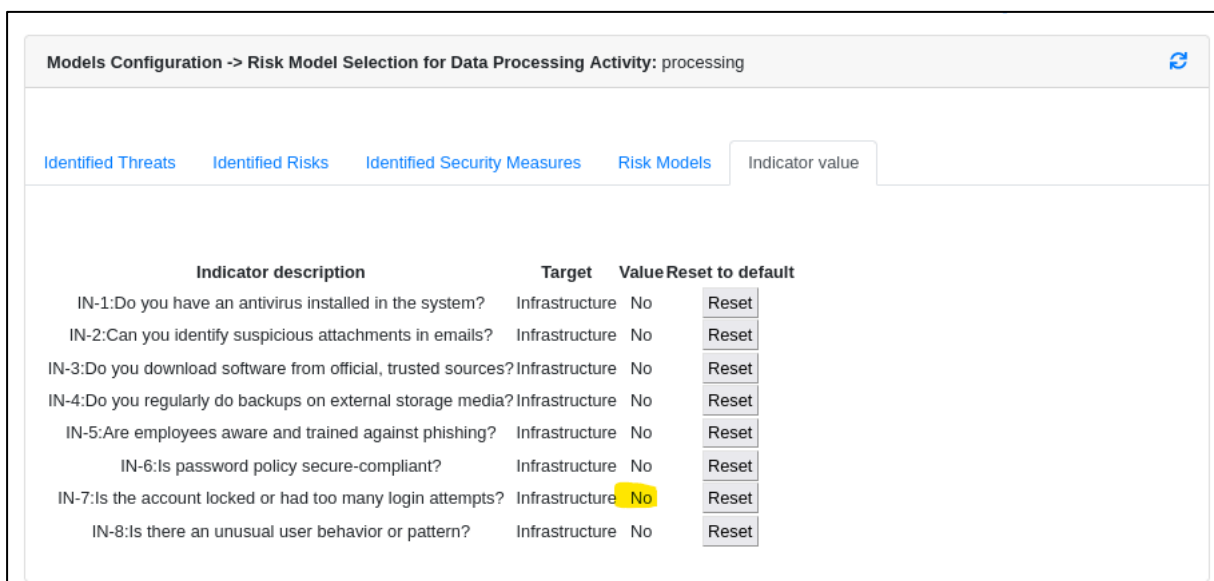 Models Configuration -> Risk Model Selection for Data Processing Activity: processing
Identified Threats Identified Risks Identified Security Measures Risk Models Indicator value
Indicator description Target Value Reset to default
IN-1:Do you have an antivirus installed in the system? Infrastructure No Reset
IN-2:Can you identify suspicious attachments in emails? Infrastructure No Reset
IN-3:Do you download software from official, trusted sources? Infrastructure No Reset
IN-4:Do you regularly do backups on external storage media? Infrastructure No Reset
IN-5:Are employees aware and trained against phishing? Infrastructure No Reset
IN-6:Is password policy secure-compliant? Infrastructure No Reset
IN-7:Is the account locked or had too many login attempts? Infrastructure No Reset
IN-8:Is there an unusual user behavior or pattern? Infrastructure No Reset